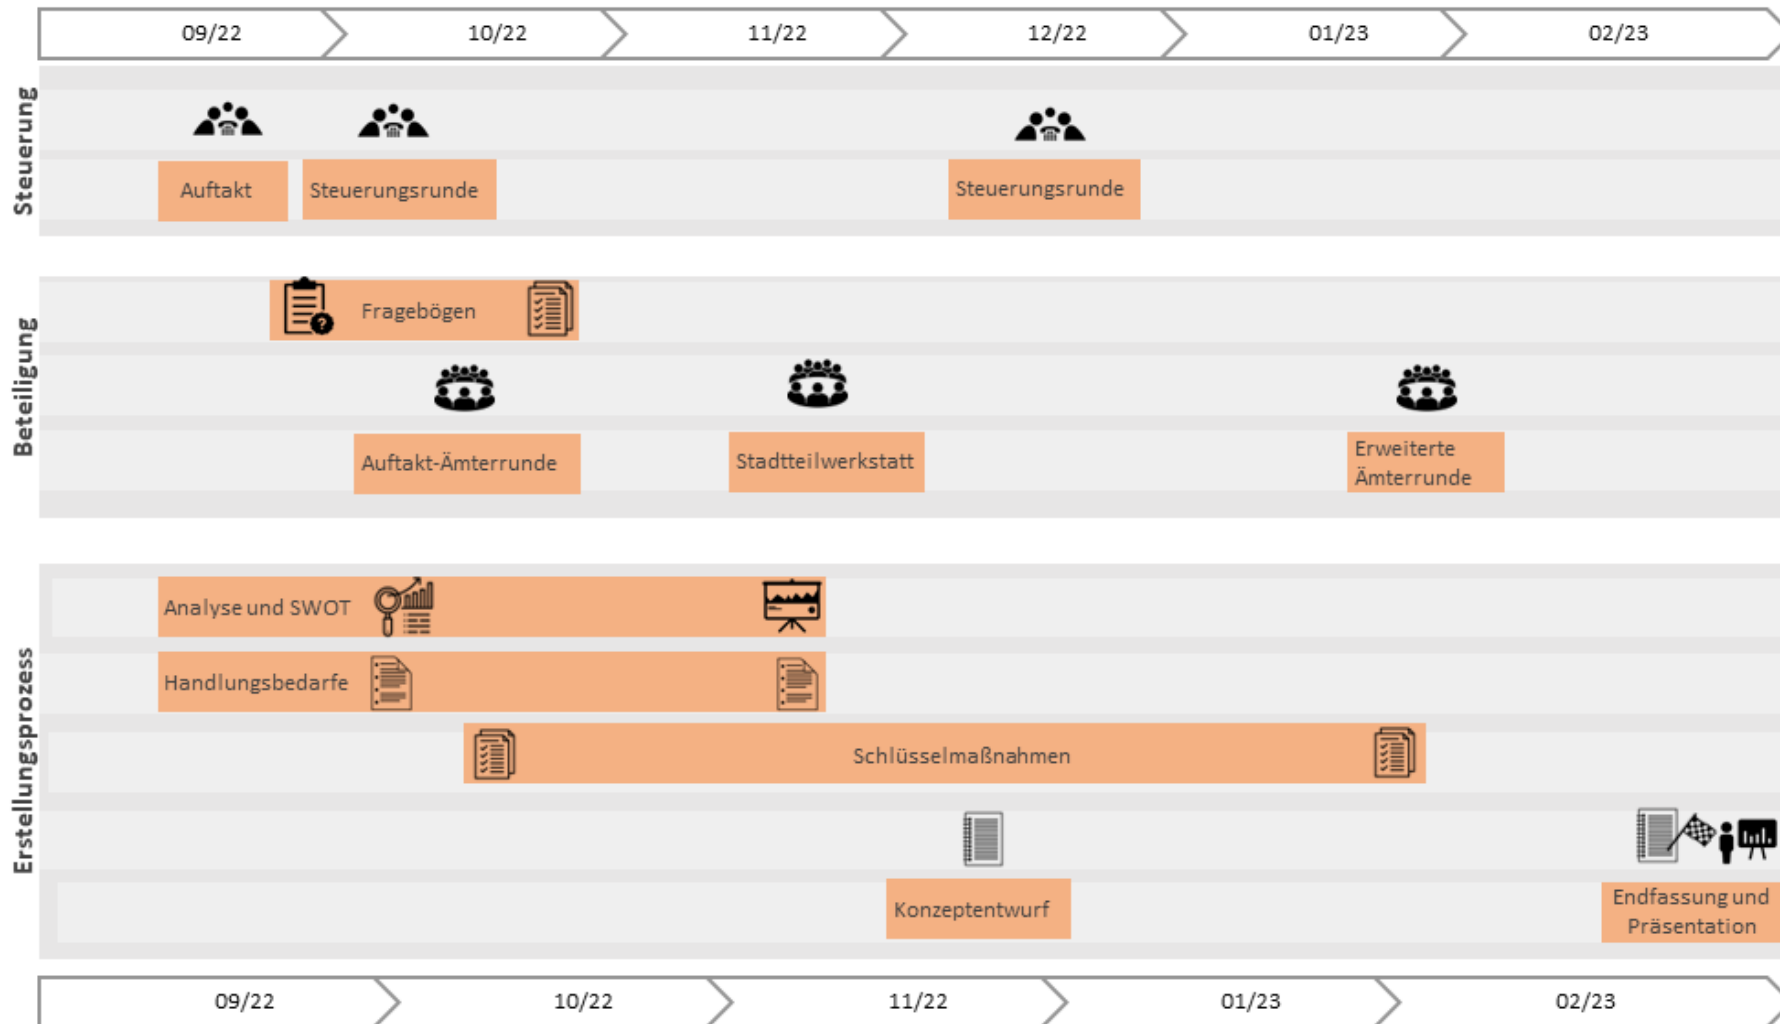 09/22
10/22
11/22
12/22
01/23
02/23
Steuerung
Auftakt
Steuerungsrunde
Steuerungsrunde
Beteiligung
Fragebögen
?
Auftakt-Ämterrunde
Stadtteilwerkstatt
Erweiterte
Ämterrunde
Erstellungsprozess
Analyse und SWOT
Handlungsbedarfe
Schlüsselmaßnahmen
Konzeptentwurf
Endfassung und
Präsentation
09/22
10/22
11/22
01/23
02/23